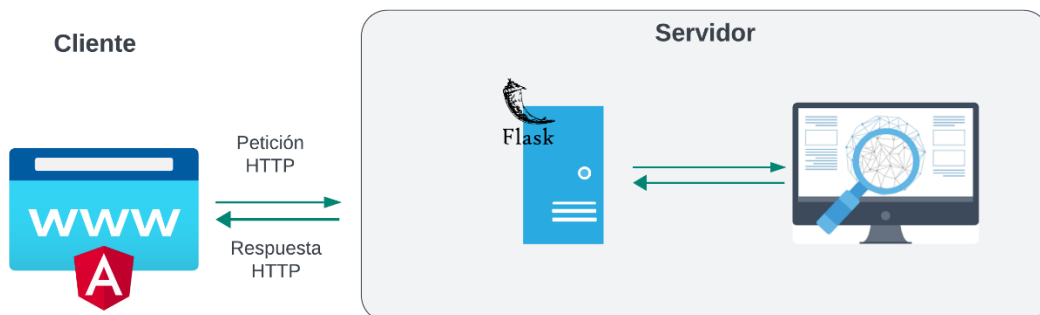 Cliente
Servidor
Flask
Petición
HTTP
www
A
Respuesta
HTTP